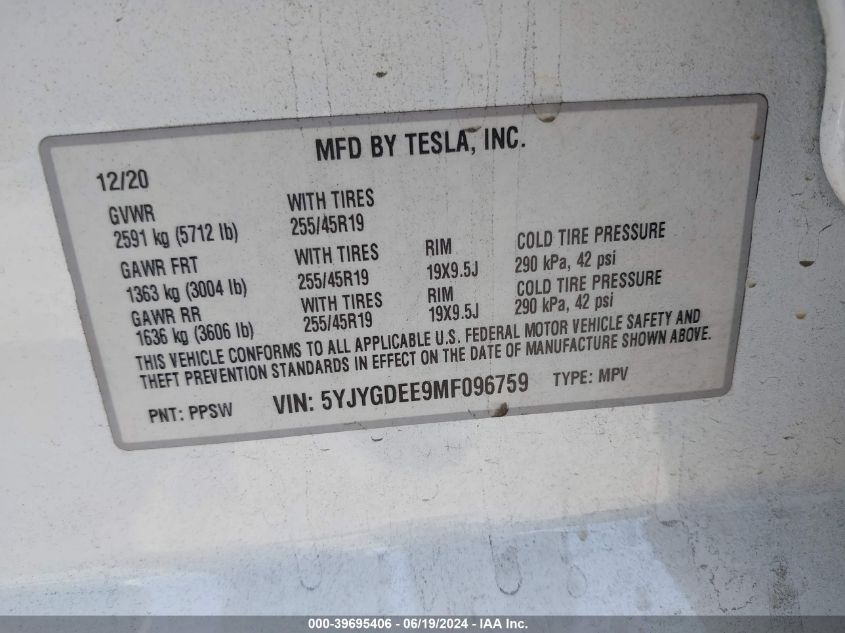 MFD BY TESLA, INC.
12/20
GVWR WITH TIRES
2591 kg (5712 lb) 255/45R19
GAWR FRT WITH TIRES RIM COLD TIRE PRESSURE
1363 kg (3004 lb) 255/45R19 19X9.5J 290 kPa, 42 psi
GAWR RR WITH TIRES RIM COLD TIRE PRESSURE
1636 kg (3606 lb) 255/45R19 19X9.5J 290 kPa, 42 psi
THIS VEHICLE CONFORMS TO ALL APPLICABLE U.S. FEDERAL MOTOR VEHICLE SAFETY AND
THEFT PREVENTION STANDARDS IN EFFECT ON THE DATE OF MANUFACTURE SHOWN ABOVE.
PNT: PPSW VIN: 5YJYGDEE9MF096759 TYPE: MPV
000-39695406 - 06/19/2024 - IAA Inc.